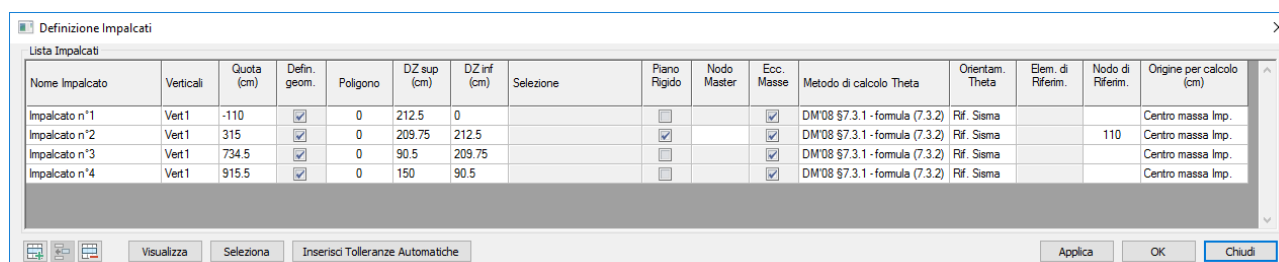 Definizione Impalcati
Lista Impalcati
Nome Impalcato Verticali Quota (cm) Defin. geom. Poligono DZ sup (cm) DZ inf (cm) Selezione Piano Rigido Nodo Master Ecc. Masse Metodo di calcolo Theta Orientam. Theta Elem. di Riferim. Nodo di Riferim. Origine per calcolo (cm)
Impalcato n°1 Vert1 -110 0 212.5 0 DM'08 §7.3.1 - formula (7.3.2) Rif. Sisma Centro massa Imp.
Impalcato n°2 Vert1 315 0 209.75 212.5 DM'08 §7.3.1 - formula (7.3.2) Rif. Sisma 110 Centro massa Imp.
Impalcato n°3 Vert1 734.5 0 90.5 209.75 DM'08 §7.3.1 - formula (7.3.2) Rif. Sisma Centro massa Imp.
Impalcato n°4 Vert1 915.5 0 150 90.5 DM'08 §7.3.1 - formula (7.3.2) Rif. Sisma Centro massa Imp.
Visualizza Seleziona Inserisci Tolleranze Automatiche Applica OK Chiudi